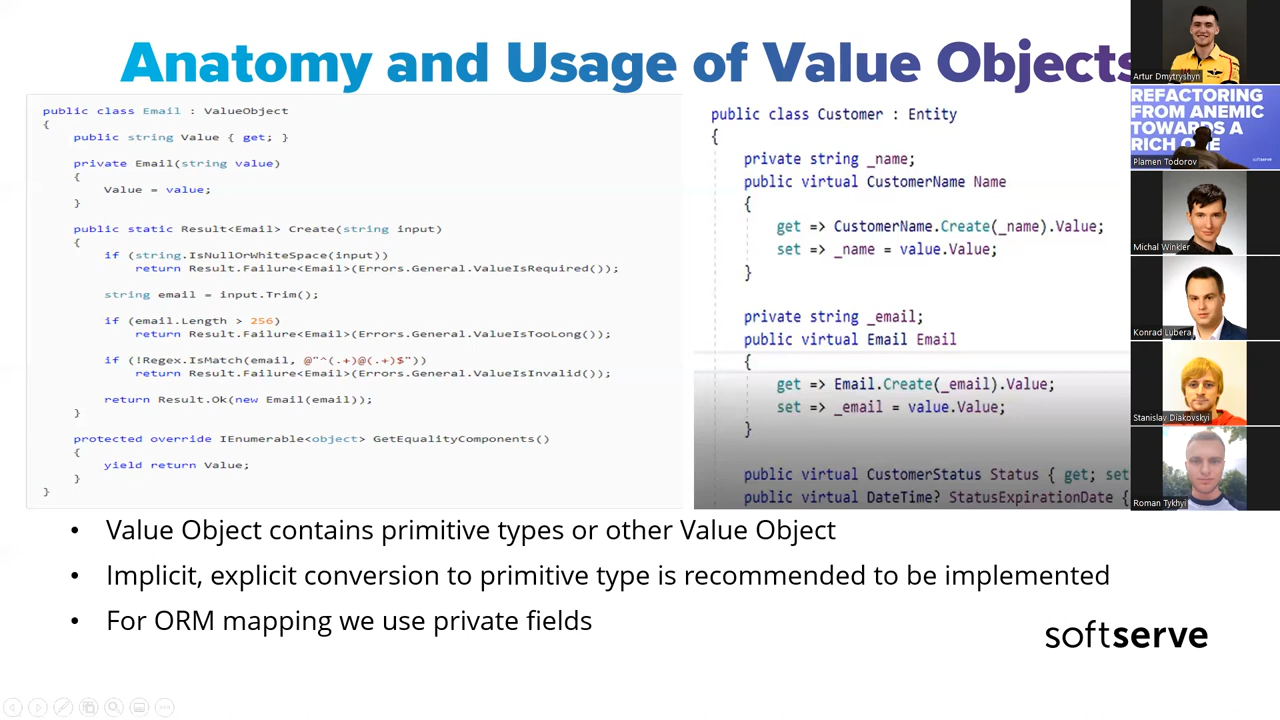 Anatomy and Usage of Value Objects
public class Email : ValueObject
{
public string Value { get; }
private Email(string value)
{
Value = value;
}
public static Result<Email> Create(string input)
{
if (string.IsNullOrWhiteSpace(input))
return Result.Failure<Email>(Errors.General.ValueIsRequired());
string email = input.Trim();
if (email.Length > 256)
return Result.Failure<Email>(Errors.General.ValueIsTooLong());
if (!Regex.IsMatch(email, @"^(.+)@(.+)$"))
return Result.Failure<Email>(Errors.General.ValueIsInvalid());
return Result.Ok(new Email(email));
}
protected override IEnumerable<object> GetEqualityComponents()
{
yield return Value;
}
}
public class Customer : Entity
{
private string _name;
public virtual CustomerName Name
{
get => CustomerName.Create(_name).Value;
set => _name = value.Value;
}
private string _email;
public virtual Email Email
{
get => Email.Create(_email).Value;
set => _email = value.Value;
}
public virtual CustomerStatus Status { get; set
public virtual DateTime? StatusExpirationDate {
• Value Object contains primitive types or other Value Object
• Implicit, explicit conversion to primitive type is recommended to be implemented
• For ORM mapping we use private fields
softserve
Artur Dmytryshyn
REFACTORING
FROM ANEMIC
TOWARDS A
RICH ONE
softserve
Plamen Todorov
Michal Winkler
Konrad Lubera
Stanislav Diakovskyi
Roman Tykhyi